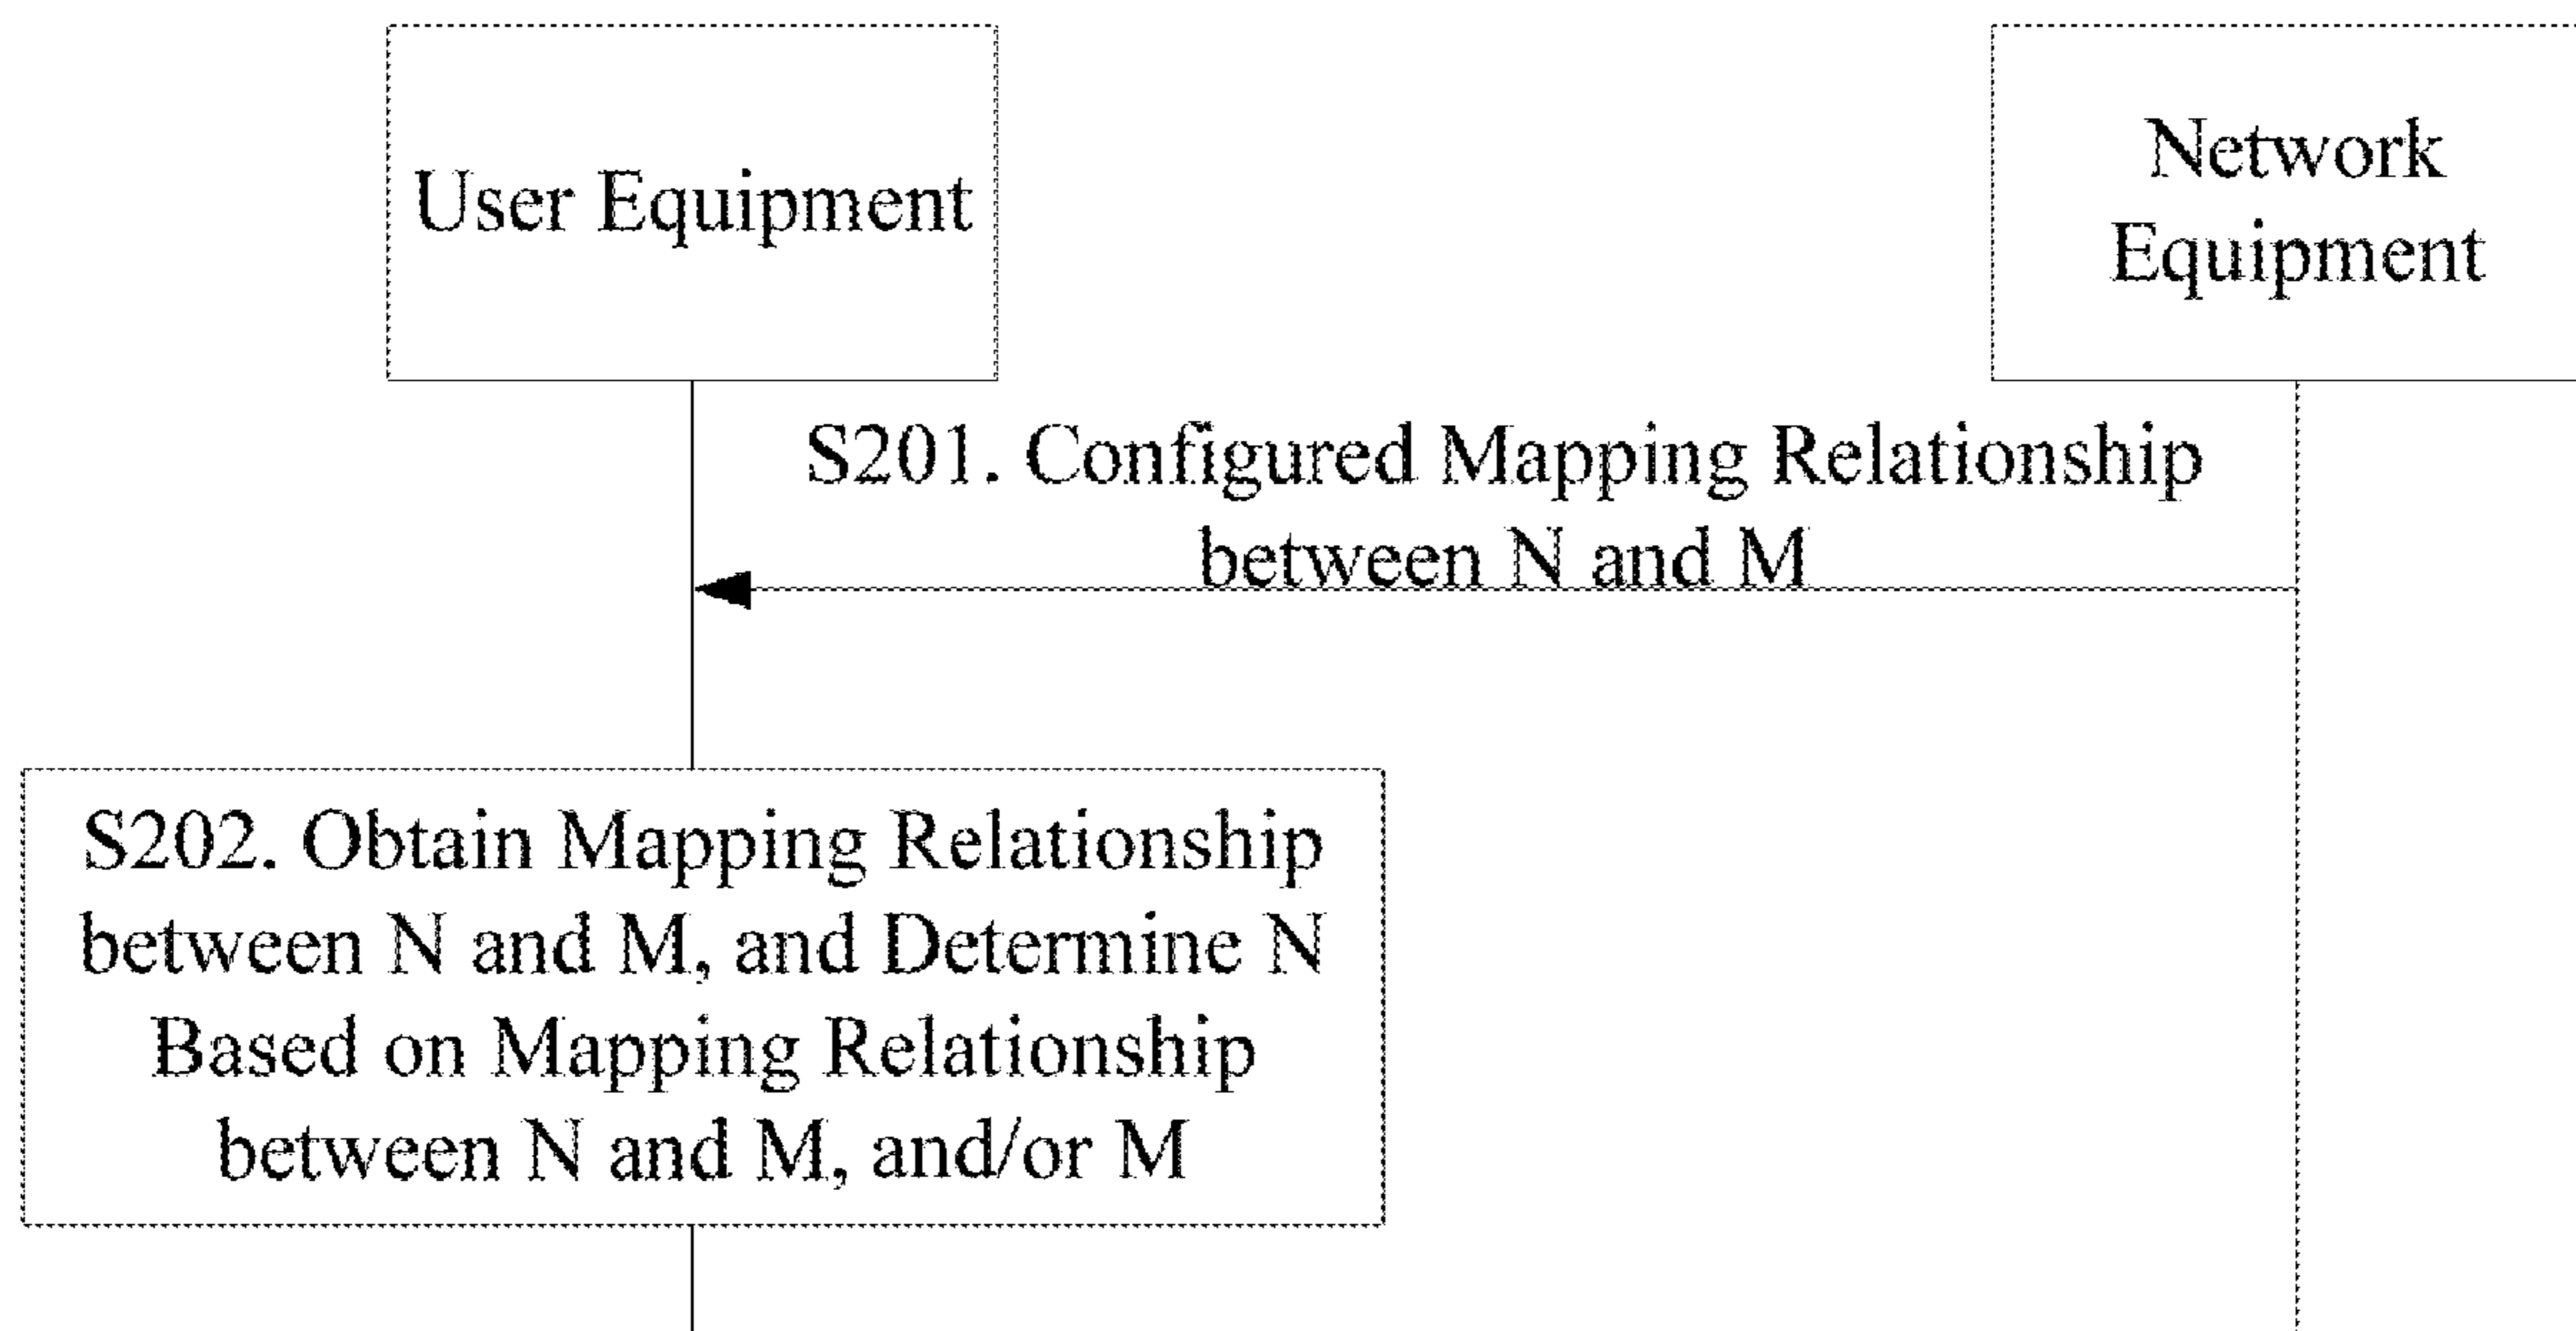 User Equipment
Network
Equipment
S201. Configured Mapping Relationship
between N and M
S202. Obtain Mapping Relationship
between N and M, and Determine N
Based on Mapping Relationship
between N and M, and/or M